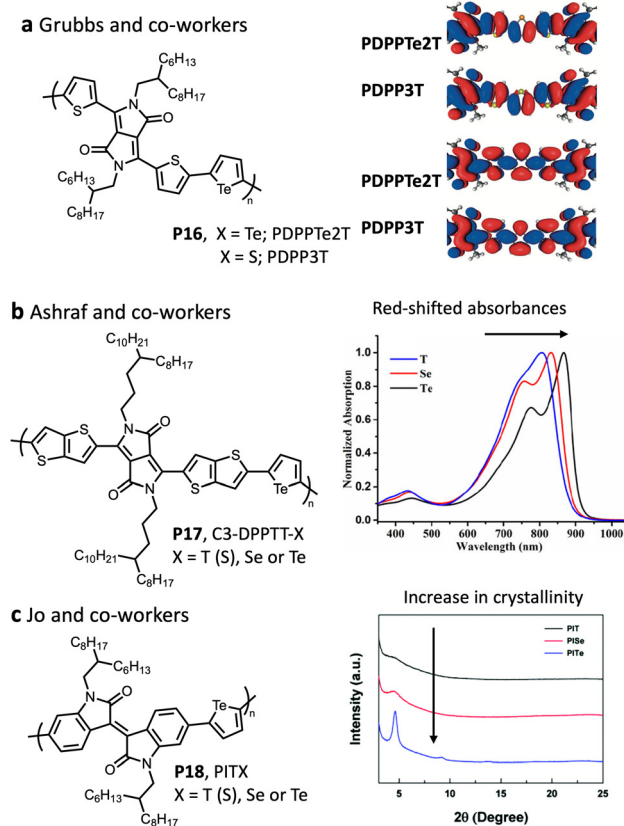 a Grubbs and co-workers
C6H13
C8H17
S
N
O
O
N
S
Te
n
C6H13
C8H17
P16, X = Te; PDPPTe2T
X = S; PDPP3T
PDPPTe2T
PDPP3T
PDPPTe2T
PDPP3T
b Ashraf and co-workers
C10H21
C8H17
S
S
N
O
O
N
S
S
Te
n
C10H21
C8H17
P17, C3-DPPTT-X
X = T (S), Se or Te
Red-shifted absorbances
T
Se
Te
Normalized Absorption
1.0
0.8
0.6
0.4
0.2
0.0
400 500 600 700 800 900 1000
Wavelength (nm)
c Jo and co-workers
C8H17
C6H13
N
O
O
N
Te
n
C6H13
C8H17
P18, PITX
X = T (S), Se or Te
Increase in crystallinity
PIT
PISe
PITe
Intensity (a.u.)
5 10 15 20 25
2θ (Degree)